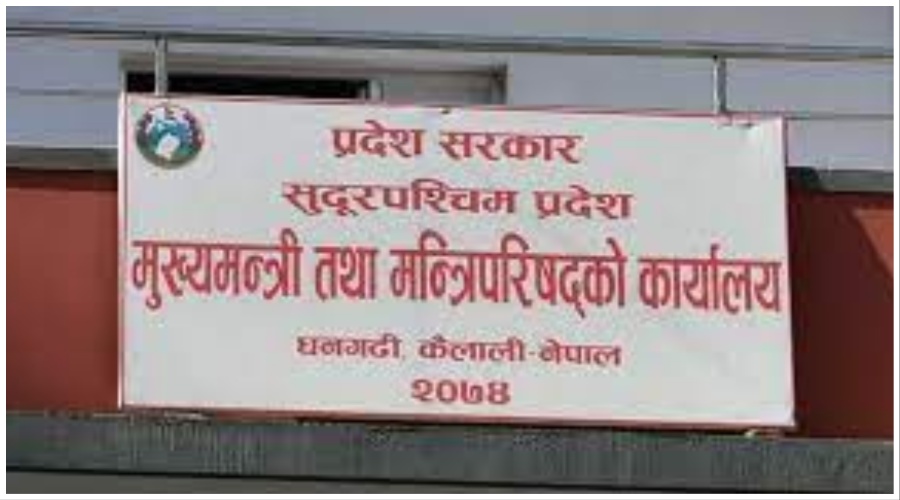 प्रदेश सरकार
सुदूरपश्चिम प्रदेश
मुख्यमन्त्री तथा मन्त्रिपरिषद्को कार्यालय
धनगढी, कैलाली-नेपाल
२०७४